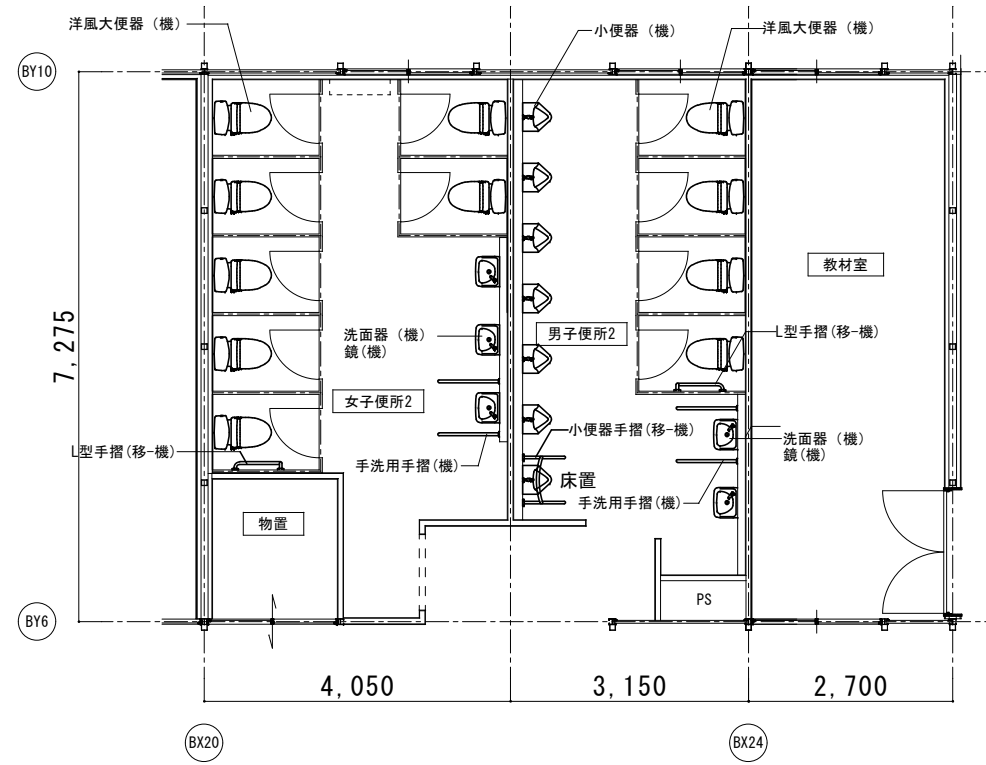 洋風大便器（機）
小便器（機）
洋風大便器（機）
BY10
教材室
7,275
洗面器（機）
鏡(機)
男子便所2
L型手摺(移-機)
女子便所2
小便器手摺(移-機)
洗面器（機）
鏡(機)
L型手摺(移-機)
手洗用手摺(機)
床置
手洗用手摺(機)
物置
PS
BY6
4,050
3,150
2,700
BX20
BX24